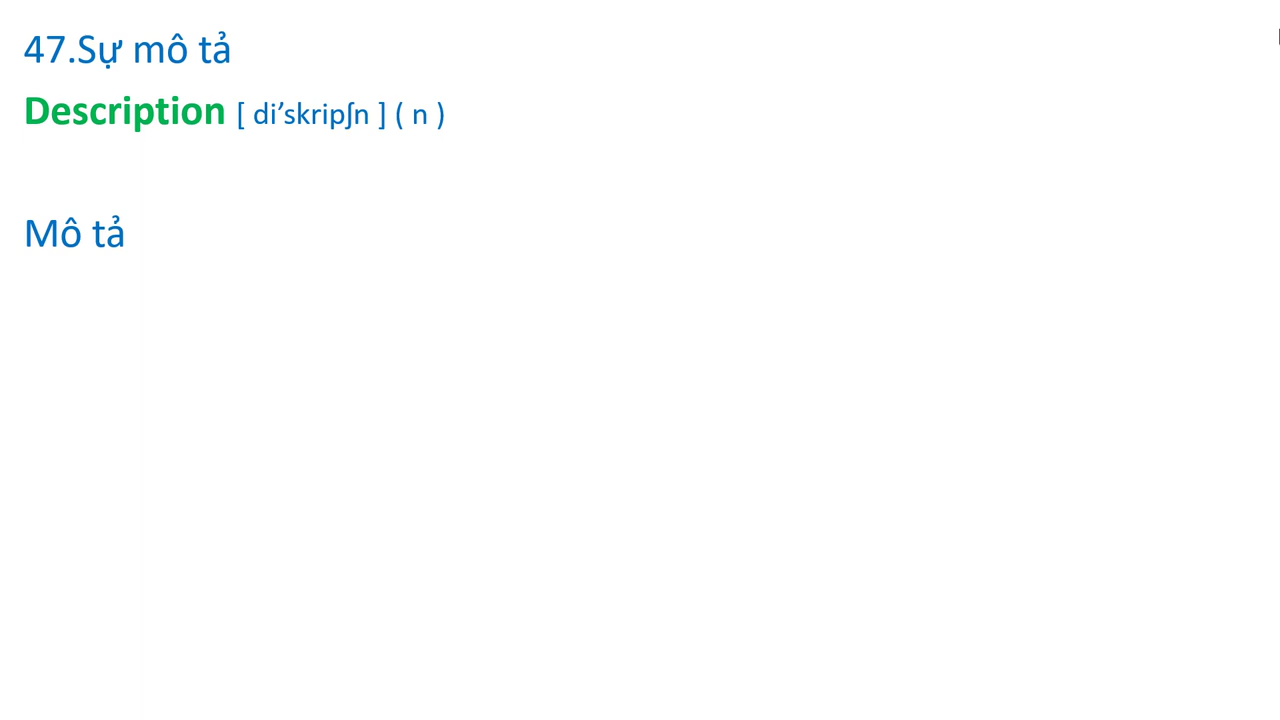 47.Sự mô tả
Description [ di’skripʃn ] ( n )
Mô tả